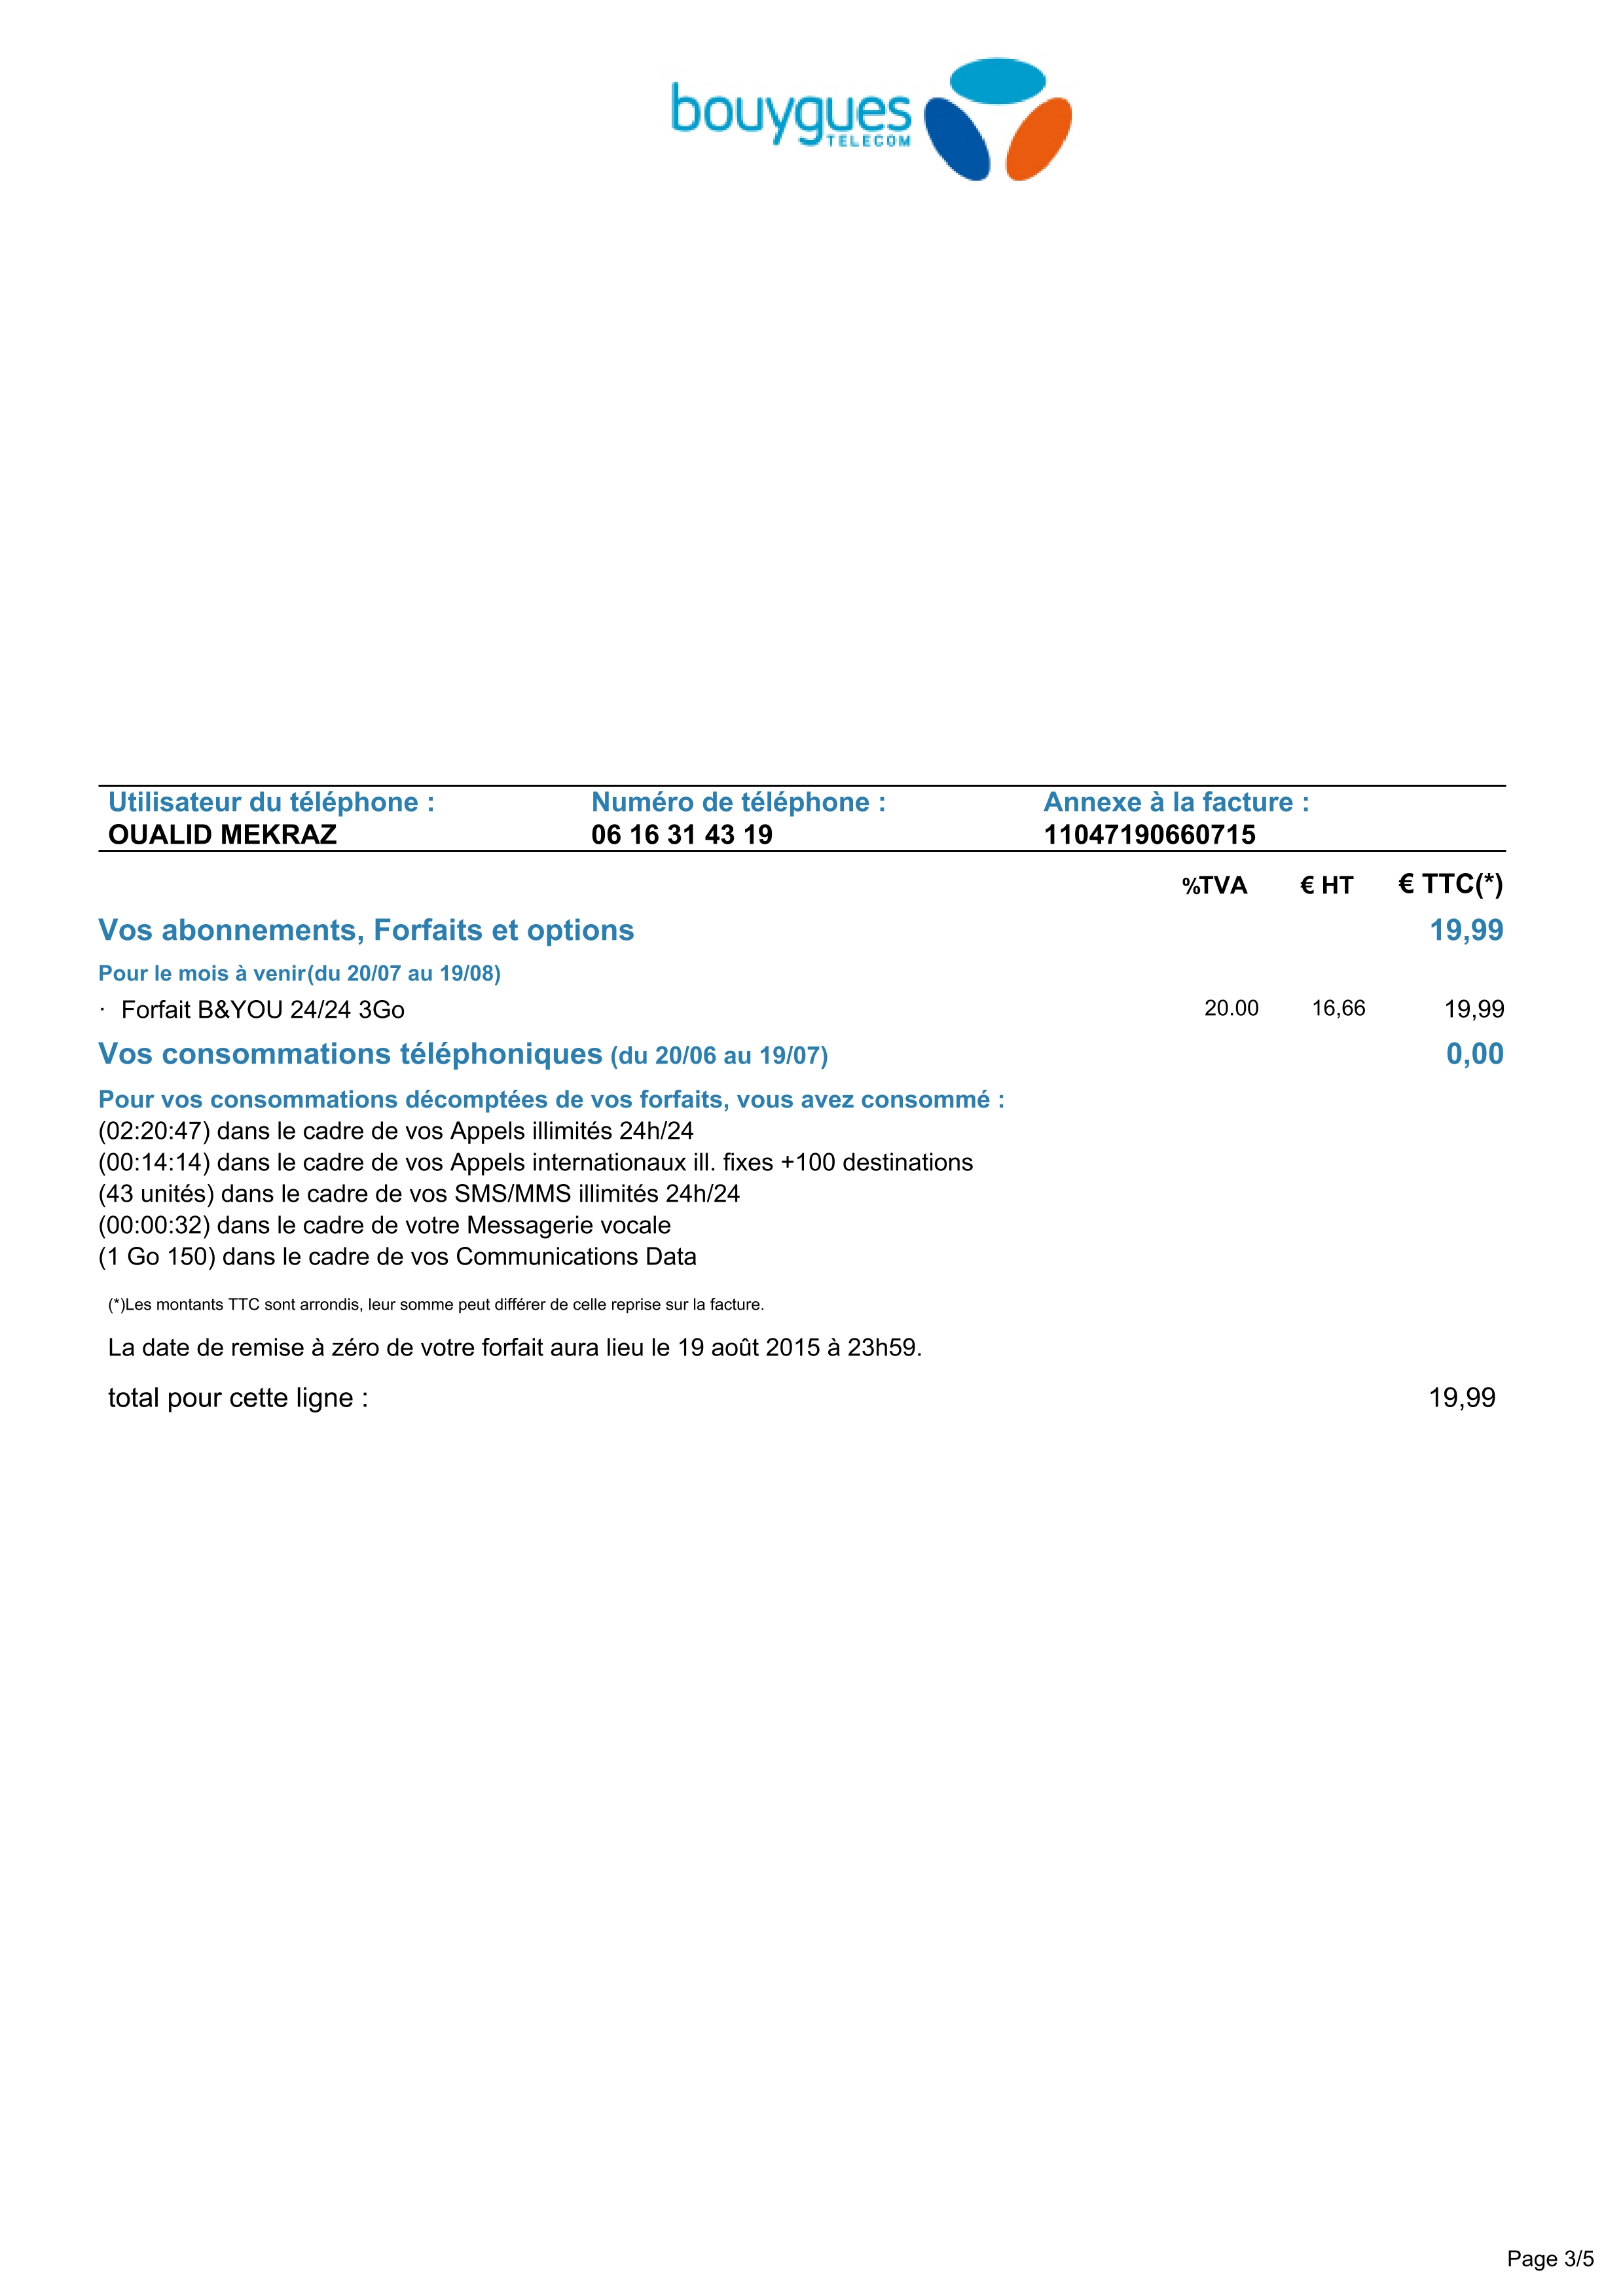 bouygues
TELECOM
Utilisateur du téléphone : Numéro de téléphone : Annexe à la facture :
OUALID MEKRAZ 06 16 31 43 19 11047190660715
%TVA € HT € TTC(*)
Vos abonnements, Forfaits et options 19,99
Pour le mois à venir(du 20/07 au 19/08)
· Forfait B&YOU 24/24 3Go 20.00 16,66 19,99
Vos consommations téléphoniques (du 20/06 au 19/07) 0,00
Pour vos consommations décomptées de vos forfaits, vous avez consommé :
(02:20:47) dans le cadre de vos Appels illimités 24h/24
(00:14:14) dans le cadre de vos Appels internationaux ill. fixes +100 destinations
(43 unités) dans le cadre de vos SMS/MMS illimités 24h/24
(00:00:32) dans le cadre de votre Messagerie vocale
(1 Go 150) dans le cadre de vos Communications Data
(*)Les montants TTC sont arrondis, leur somme peut différer de celle reprise sur la facture.
La date de remise à zéro de votre forfait aura lieu le 19 août 2015 à 23h59.
total pour cette ligne : 19,99
Page 3/5